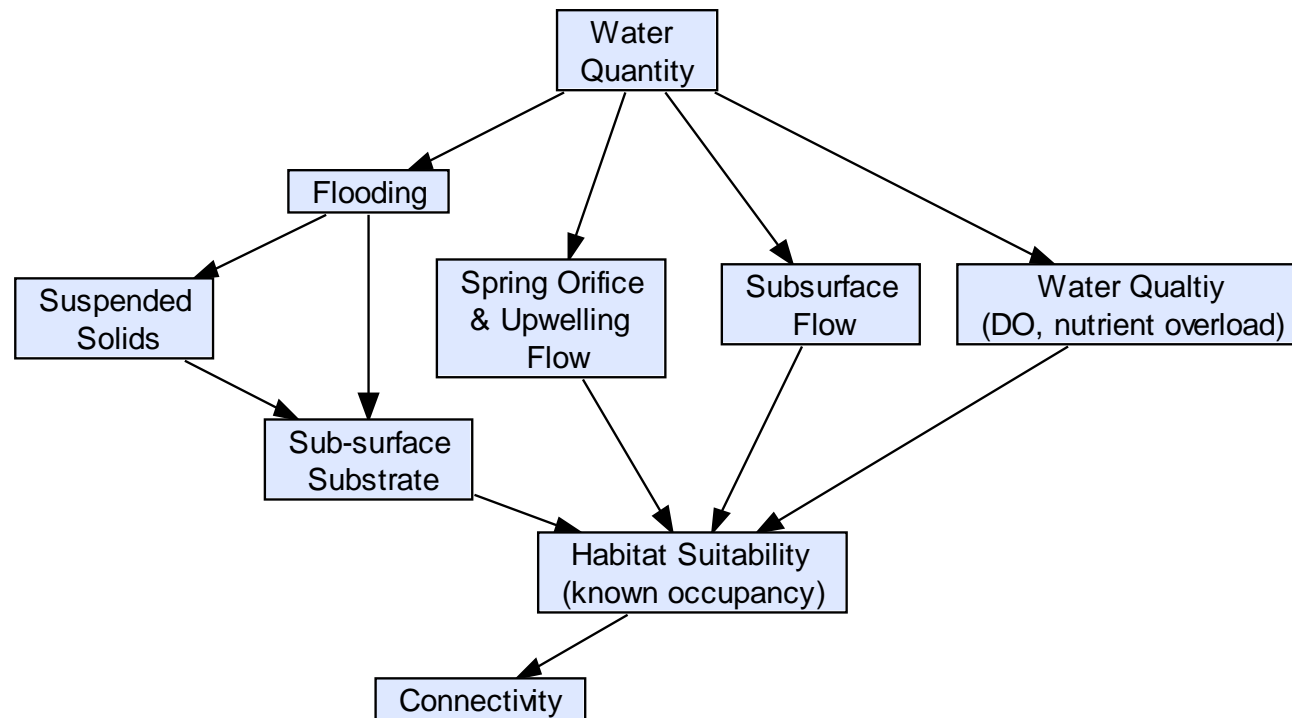 Water
Quantity
Flooding
Suspended
Solids
Spring Orifice
& Upwelling
Flow
Subsurface
Flow
Water Qualtiy
(DO, nutrient overload)
Sub-surface
Substrate
Habitat Suitability
(known occupancy)
Connectivity